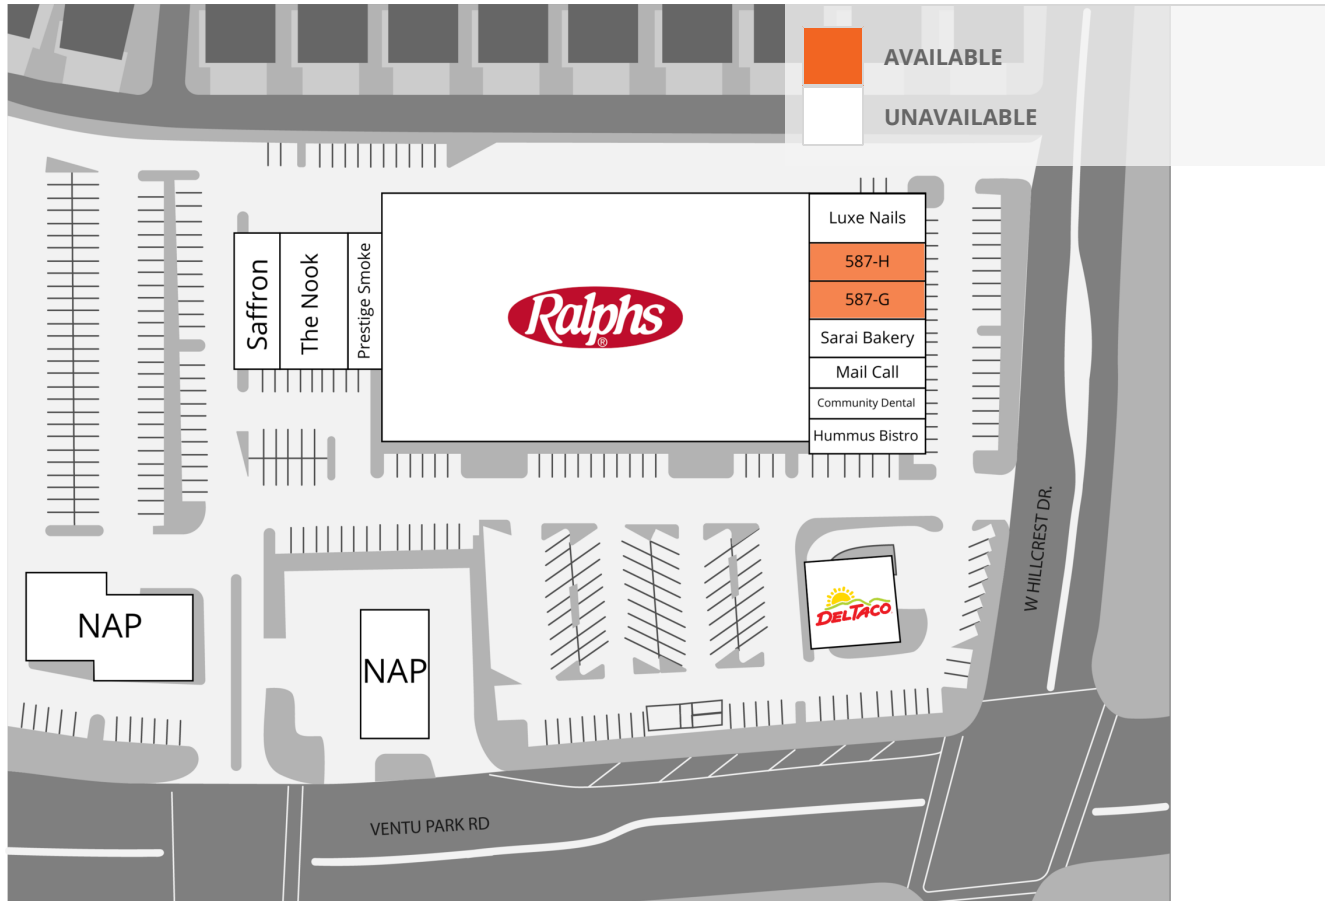 AVAILABLE
UNAVAILABLE
Luxe Nails
587-H
587-G
Sarai Bakery
Mail Call
Community Dental
Hummus Bistro
Saffron
The Nook
Prestige Smoke
Ralphs
®
W HILLCREST DR.
NAP
NAP
DEL TACO
VENTU PARK RD